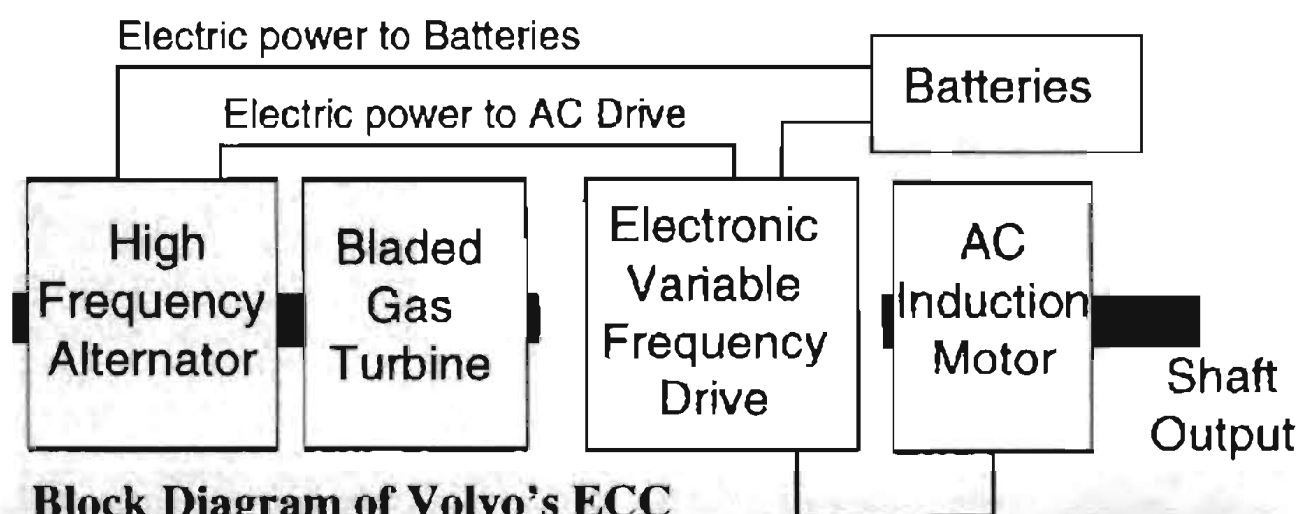 Electric power to Batteries
Batteries
Electric power to AC Drive
High
Frequency
Alternator
Bladed
Gas
Turbine
Electronic
Variable
Frequency
Drive
AC
Induction
Motor
Shaft
Output
Block Diagram of Volvo's ECC